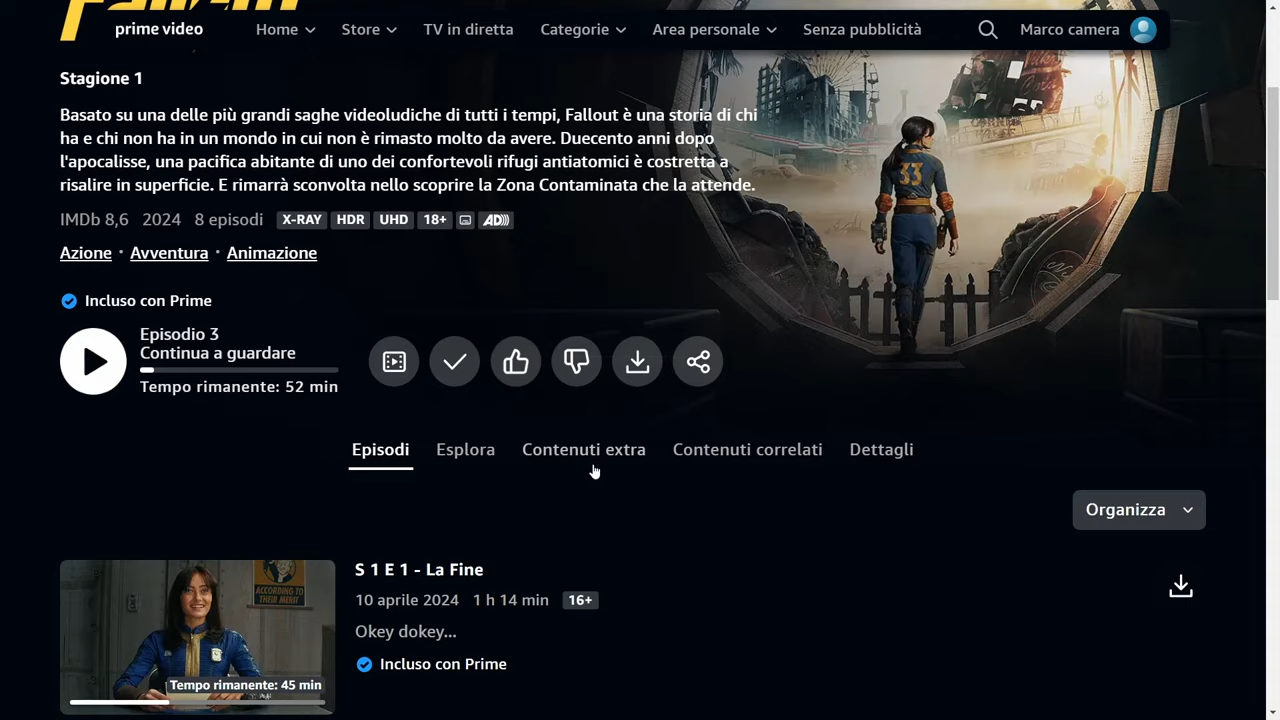 Fallout
prime video
Home
Store
TV in diretta
Categorie
Area personale
Senza pubblicità
Marco camera
Stagione 1
Basato su una delle più grandi saghe videoludiche di tutti i tempi, Fallout è una storia di chi
ha e chi non ha in un mondo in cui non è rimasto molto da avere. Duecento anni dopo
l'apocalisse, una pacifica abitante di uno dei confortevoli rifugi antiatomici è costretta a
risalire in superficie. E rimarrà sconvolta nello scoprire la Zona Contaminata che la attende.
33
IMDb 8,6 2024 8 episodi X-RAY HDR UHD 18+ AD)))
Azione · Avventura · Animazione
Incluso con Prime
Episodio 3
Continua a guardare
Tempo rimanente: 52 min
Episodi
Esplora
Contenuti extra
Contenuti correlati
Dettagli
Organizza
ACCORDING TO
THEIR MERIT
Tempo rimanente: 45 min
S 1 E 1 - La Fine
10 aprile 2024 1 h 14 min 16+
Okey dokey...
Incluso con Prime